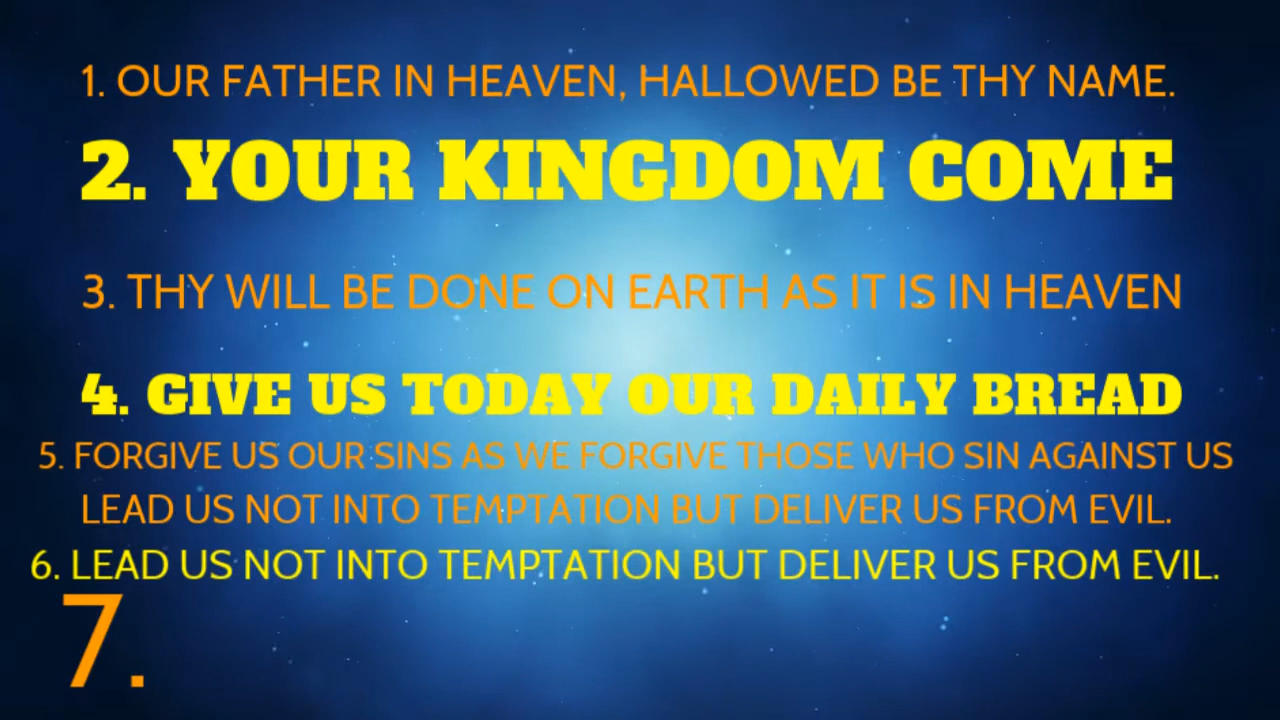 1. OUR FATHER IN HEAVEN, HALLOWED BE THY NAME.
2. YOUR KINGDOM COME
3. THY WILL BE DONE ON EARTH AS IT IS IN HEAVEN
4. GIVE US TODAY OUR DAILY BREAD
5. FORGIVE US OUR SINS AS WE FORGIVE THOSE WHO SIN AGAINST US
LEAD US NOT INTO TEMPTATION BUT DELIVER US FROM EVIL.
6. LEAD US NOT INTO TEMPTATION BUT DELIVER US FROM EVIL.
7.